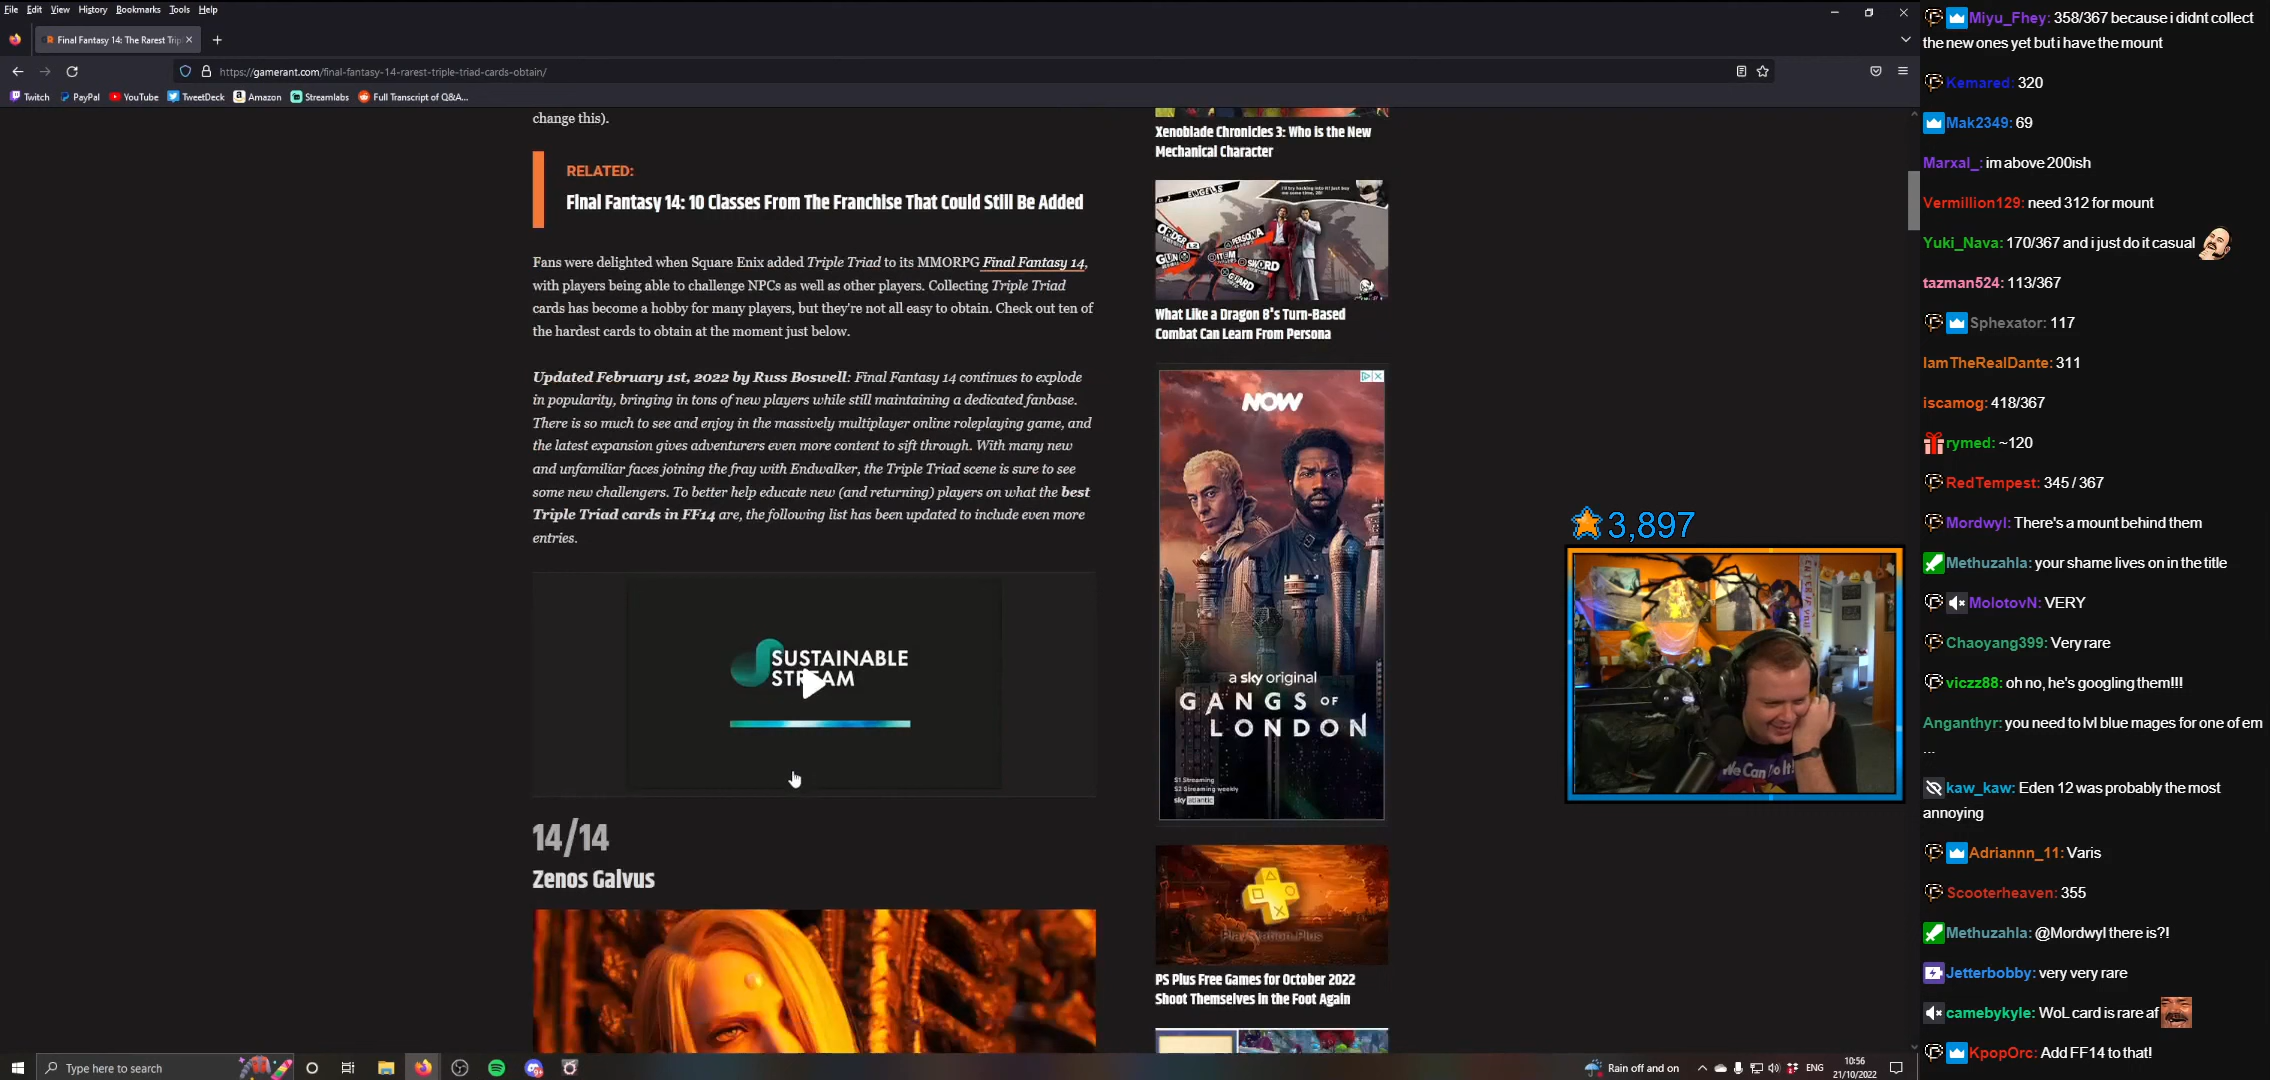 File Edit View History Bookmarks Tools Help
Final Fantasy 14: The Rarest Trip
https://gamerant.com/final-fantasy-14-rarest-triple-triad-cards-obtain/
Twitch PayPal YouTube TweetDeck Amazon Streamlabs Full Transcript of Q&A...
change this).
RELATED:
Final Fantasy 14: 10 Classes From The Franchise That Could Still Be Added
Fans were delighted when Square Enix added Triple Triad to its MMORPG Final Fantasy 14,
with players being able to challenge NPCs as well as other players. Collecting Triple Triad
cards has become a hobby for many players, but they're not all easy to obtain. Check out ten of
the hardest cards to obtain at the moment just below.
Updated February 1st, 2022 by Russ Boswell: Final Fantasy 14 continues to explode
in popularity, bringing in tons of new players while still maintaining a dedicated fanbase.
There is so much to see and enjoy in the massively multiplayer online roleplaying game, and
the latest expansion gives adventurers even more content to sift through. With many new
and unfamiliar faces joining the fray with Endwalker, the Triple Triad scene is sure to see
some new challengers. To better help educate new (and returning) players on what the best
Triple Triad cards in FF14 are, the following list has been updated to include even more
entries.
SUSTAINABLE
STREAM
14/14
Zenos Galvus
Xenoblade Chronicles 3: Who is the New
Mechanical Character
ORDER
GUN
PERSONA
ITEM
SWORD
GUARD
What Like a Dragon 8's Turn-Based
Combat Can Learn From Persona
NOW
a sky original
GANGS OF
LONDON
S1 Streaming
S2 Streaming weekly
sky atlantic
PlayStation Plus
PS Plus Free Games for October 2022
Shoot Themselves in the Foot Again
3,897
We Can Do It!
Miyu_Fhey: 358/367 because i didnt collect
the new ones yet but i have the mount
Kemared: 320
Mak2349: 69
Marxal_: im above 200ish
Vermillion129: need 312 for mount
Yuki_Nava: 170/367 and i just do it casual
tazman524: 113/367
Sphexator: 117
IamTheRealDante: 311
iscamog: 418/367
rymed: ~120
RedTempest: 345 / 367
Mordwyl: There's a mount behind them
Methuzahla: your shame lives on in the title
MolotovN: VERY
Chaoyang399: Very rare
viczz88: oh no, he's googling them!!!
Anganthyr: you need to lvl blue mages for one of em
...
kaw_kaw: Eden 12 was probably the most
annoying
Adriannn_11: Varis
Scooterheaven: 355
Methuzahla: @Mordwyl there is?!
Jetterbobby: very very rare
camebykyle: WoL card is rare af
KpopOrc: Add FF14 to that!
Type here to search
Rain off and on
ENG
10:56
21/10/2022